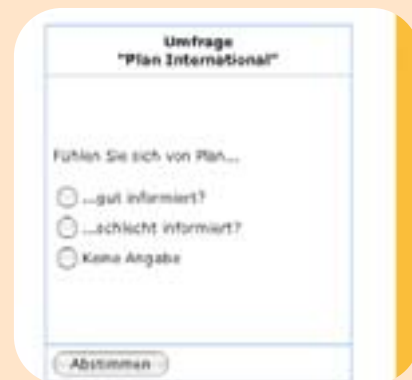 Umfrage
"Plan International"
Fühlen Sie sich von Plan...
...gut informiert?
...schlecht informiert?
Keine Angabe
Abstimmen